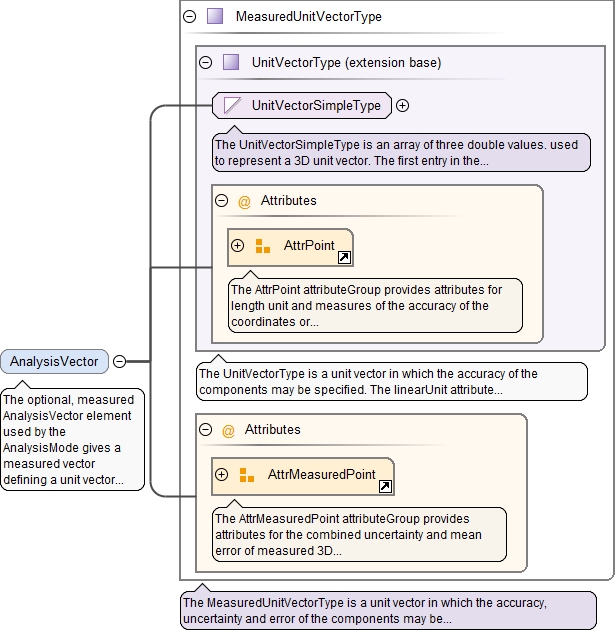 MeasuredUnitVectorType
UnitVectorType (extension base)
UnitVectorSimpleType
The UnitVectorSimpleType is an array of three double values. used
to represent a 3D unit vector. The first entry in the...
@ Attributes
AttrPoint
The AttrPoint attributeGroup provides attributes for
length unit and measures of the accuracy of the
coordinates or...
AnalysisVector
The optional, measured
AnalysisVector element
used by the
AnalysisMode gives a
measured vector
defining a unit vector...
The UnitVectorType is a unit vector in which the accuracy of the
components may be specified. The linearUnit attribute...
@ Attributes
AttrMeasuredPoint
The AttrMeasuredPoint attributeGroup provides
attributes for the combined uncertainty and mean
error of measured 3D...
The MeasuredUnitVectorType is a unit vector in which the accuracy,
uncertainty and error of the components may be...